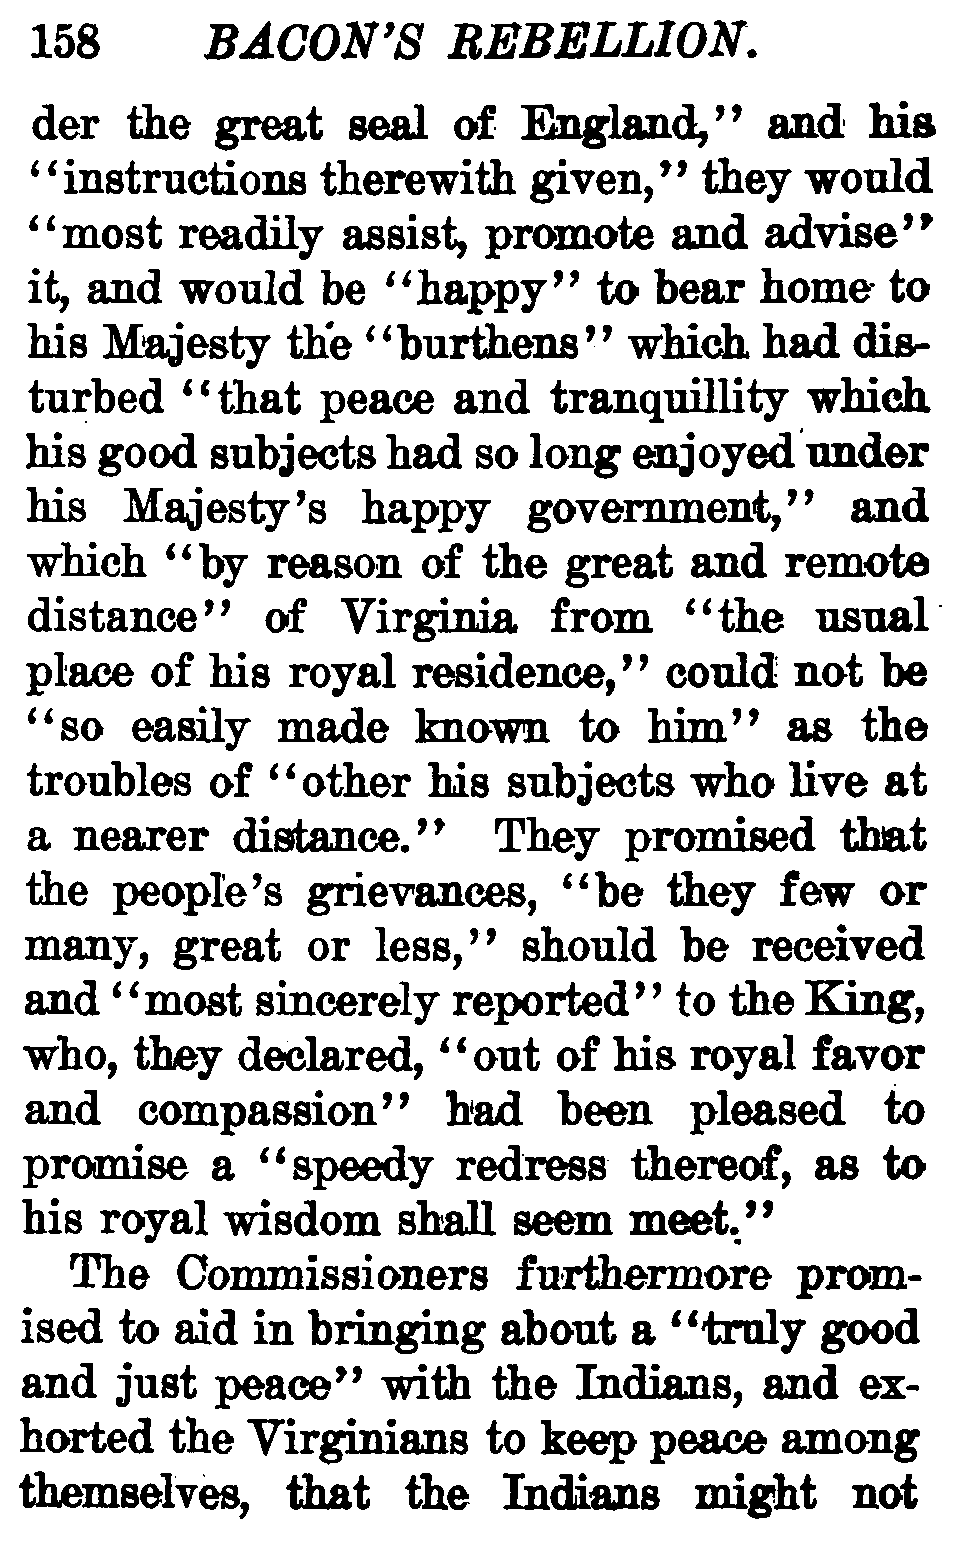 158 BACON'S REBELLION.
der the great seal of England,'' and his
"instructions therewith given,'' they would
"most readily assist, promote and advise''
it, and would be "happy'' to bear home to
his Majesty the "burthens'' which had dis-
turbed "that peace and tranquillity which
his good subjects had so long enjoyed under
his Majesty's happy government,'' and
which "by reason of the great and remote
distance'' of Virginia from "the usual
place of his royal residence,'' could not be
"so easily made known to him'' as the
troubles of "other his subjects who live at
a nearer distance.'' They promised that
the people's grievances, "be they few or
many, great or less,'' should be received
and "most sincerely reported'' to the King,
who, they declared, "out of his royal favor
and compassion'' had been pleased to
promise a "speedy redress thereof, as to
his royal wisdom shall seem meet.''
The Commissioners furthermore prom-
ised to aid in bringing about a "truly good
and just peace'' with the Indians, and ex-
horted the Virginians to keep peace among
themselves, that the Indians might not